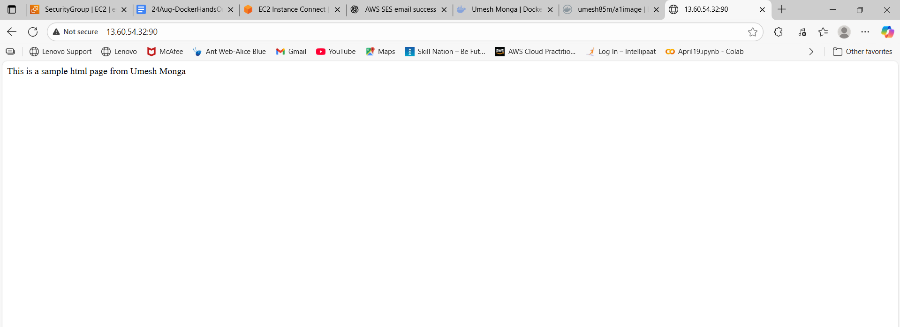 SecurityGroup | EC2 | e
24Aug-DockerHandsO
EC2 Instance Connect |
AWS SES email success
Umesh Monga | Docke
umesh85m/a1image |
13.60.54.32:90
Not secure 13.60.54.32:90
Lenovo Support Lenovo McAfee Ant Web-Alice Blue Gmail YouTube Maps Skill Nation – Be Fut... AWS Cloud Practitio... Log In – Intellipaat April19.ipynb - Colab Other favorites
This is a sample html page from Umesh Monga